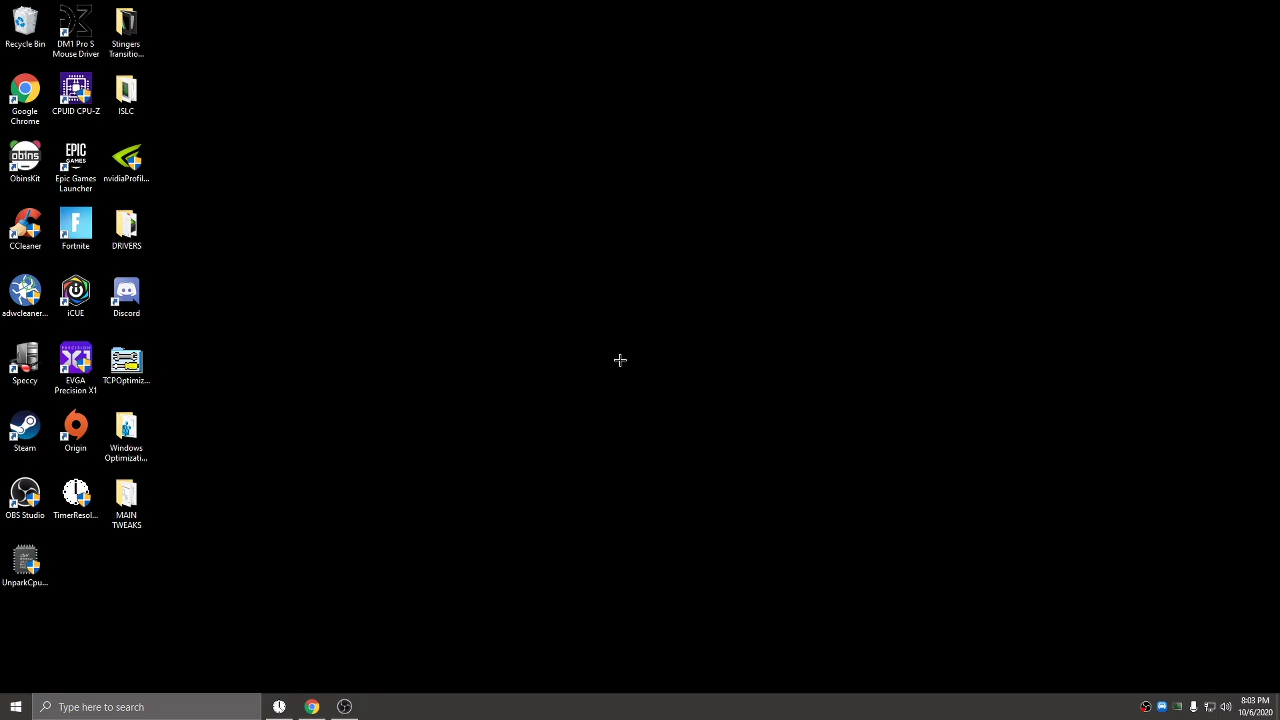 Recycle Bin
DM1 Pro S
Mouse Driver
Stingers
Transitio...
Google
Chrome
CPUID CPU-Z
ISLC
obins
ObinsKit
EPIC
GAMES
Epic Games
Launcher
nvidiaProfil...
CCleaner
F
Fortnite
DRIVERS
adwcleaner...
iCUE
Discord
Speccy
X1
EVGA
Precision X1
TCPOptimiz...
Steam
Origin
Windows
Optimizati...
OBS Studio
TimerResol...
MAIN
TWEAKS
UnparkCpu...
Type here to search
8:03 PM
10/6/2020